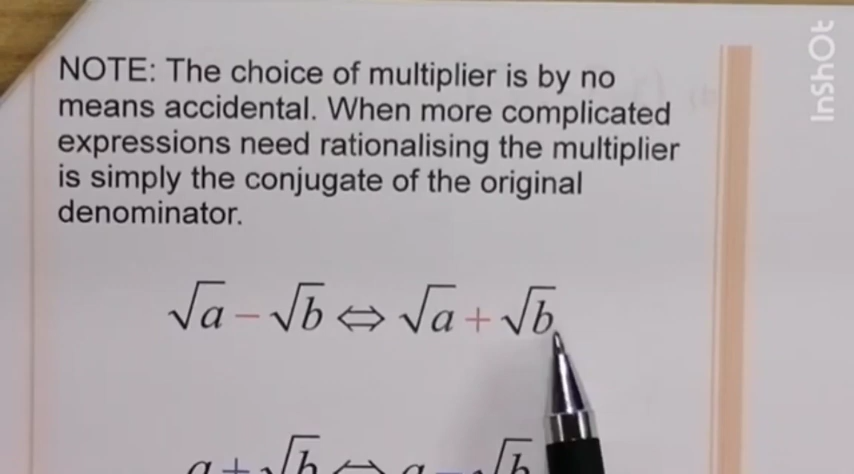 NOTE: The choice of multiplier is by no
means accidental. When more complicated
expressions need rationalising the multiplier
is simply the conjugate of the original
denominator.
√a − √b ⇔ √a + √b
a + √b ⇔ a − √b
InShOt